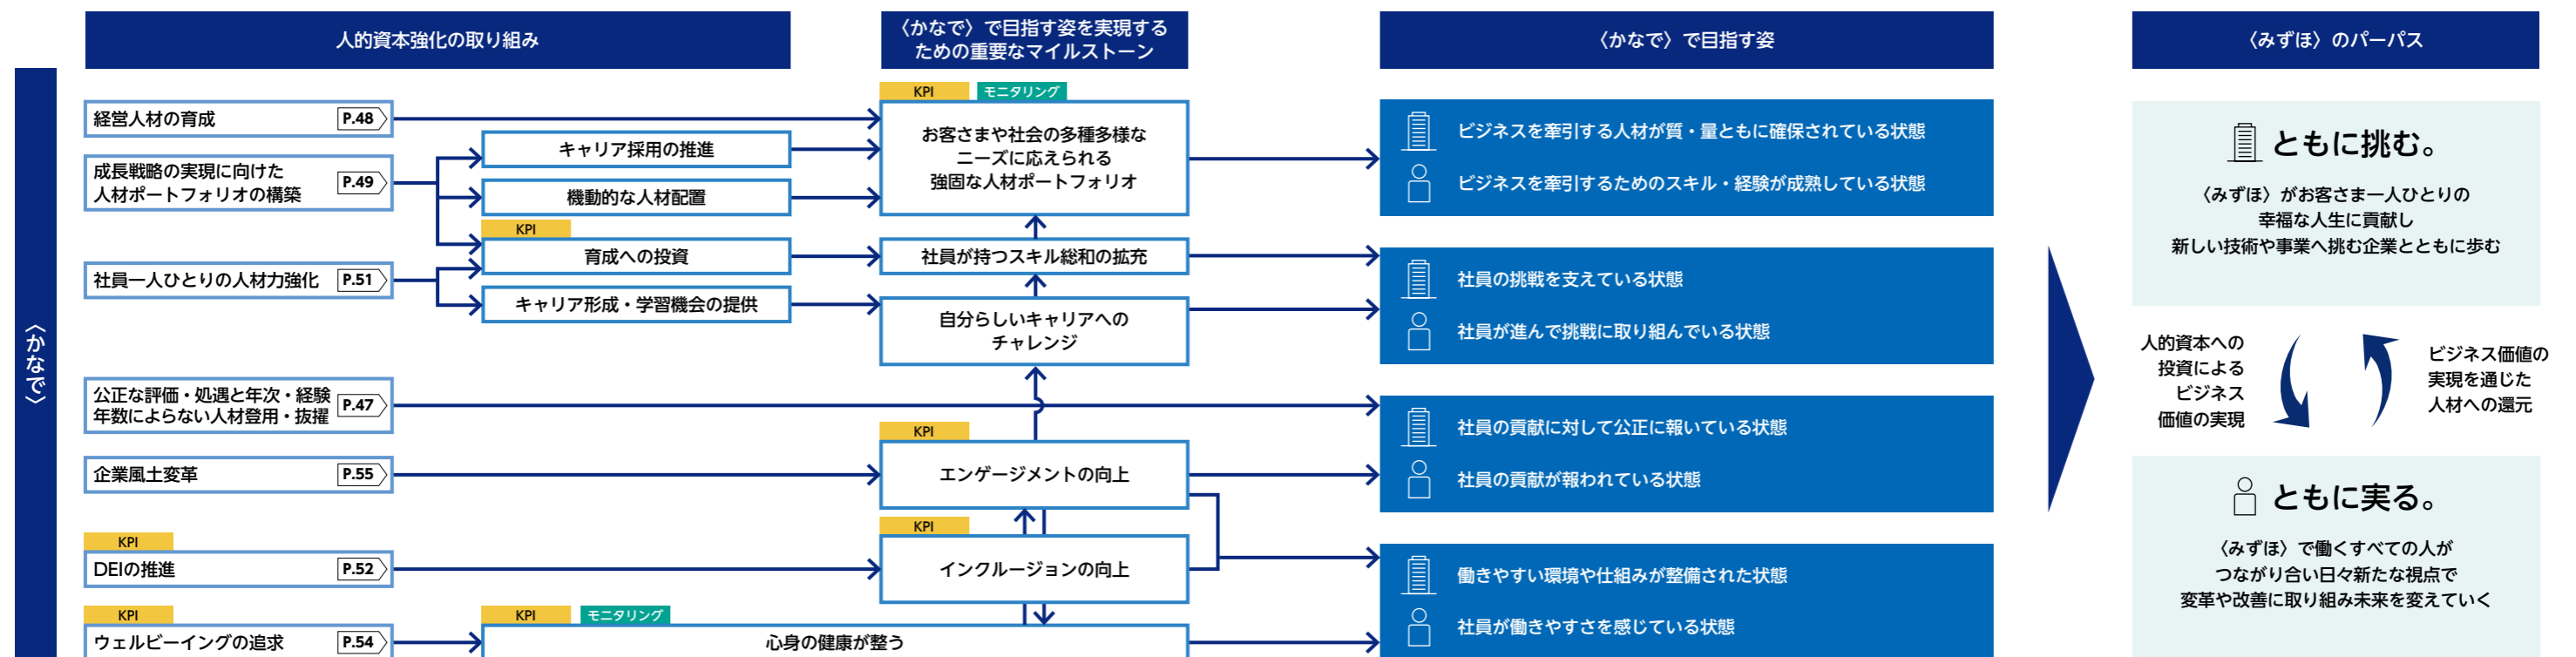 人的資本強化の取り組み
〈かなで〉で目指す姿を実現する
ための重要なマイルストーン
〈かなで〉で目指す姿
〈みずほ〉のパーパス
〈かなで〉
経営人材の育成
P.48
成長戦略の実現に向けた
人材ポートフォリオの構築
P.49
社員一人ひとりの人材力強化
P.51
公正な評価・処遇と年次・経験
年数によらない人材登用・抜擢
P.47
企業風土変革
P.55
KPI
DEIの推進
P.52
KPI
ウェルビーイングの追求
P.54
キャリア採用の推進
機動的な人材配置
KPI
育成への投資
キャリア形成・学習機会の提供
KPI
モニタリング
お客さまや社会の多種多様な
ニーズに応えられる
強固な人材ポートフォリオ
社員が持つスキル総和の拡充
自分らしいキャリアへの
チャレンジ
KPI
エンゲージメントの向上
KPI
インクルージョンの向上
KPI
モニタリング
心身の健康が整う
ビジネスを牽引する人材が質・量ともに確保されている状態
ビジネスを牽引するためのスキル・経験が成熟している状態
社員の挑戦を支えている状態
社員が進んで挑戦に取り組んでいる状態
社員の貢献に対して公正に報いている状態
社員の貢献が報われている状態
働きやすい環境や仕組みが整備された状態
社員が働きやすさを感じている状態
ともに挑む。
〈みずほ〉がお客さま一人ひとりの
幸福な人生に貢献し
新しい技術や事業へ挑む企業とともに歩む
人的資本への
投資による
ビジネス
価値の実現
ビジネス価値の
実現を通じた
人材への還元
ともに実る。
〈みずほ〉で働くすべての人が
つながり合い日々新たな視点で
変革や改善に取り組み未来を変えていく